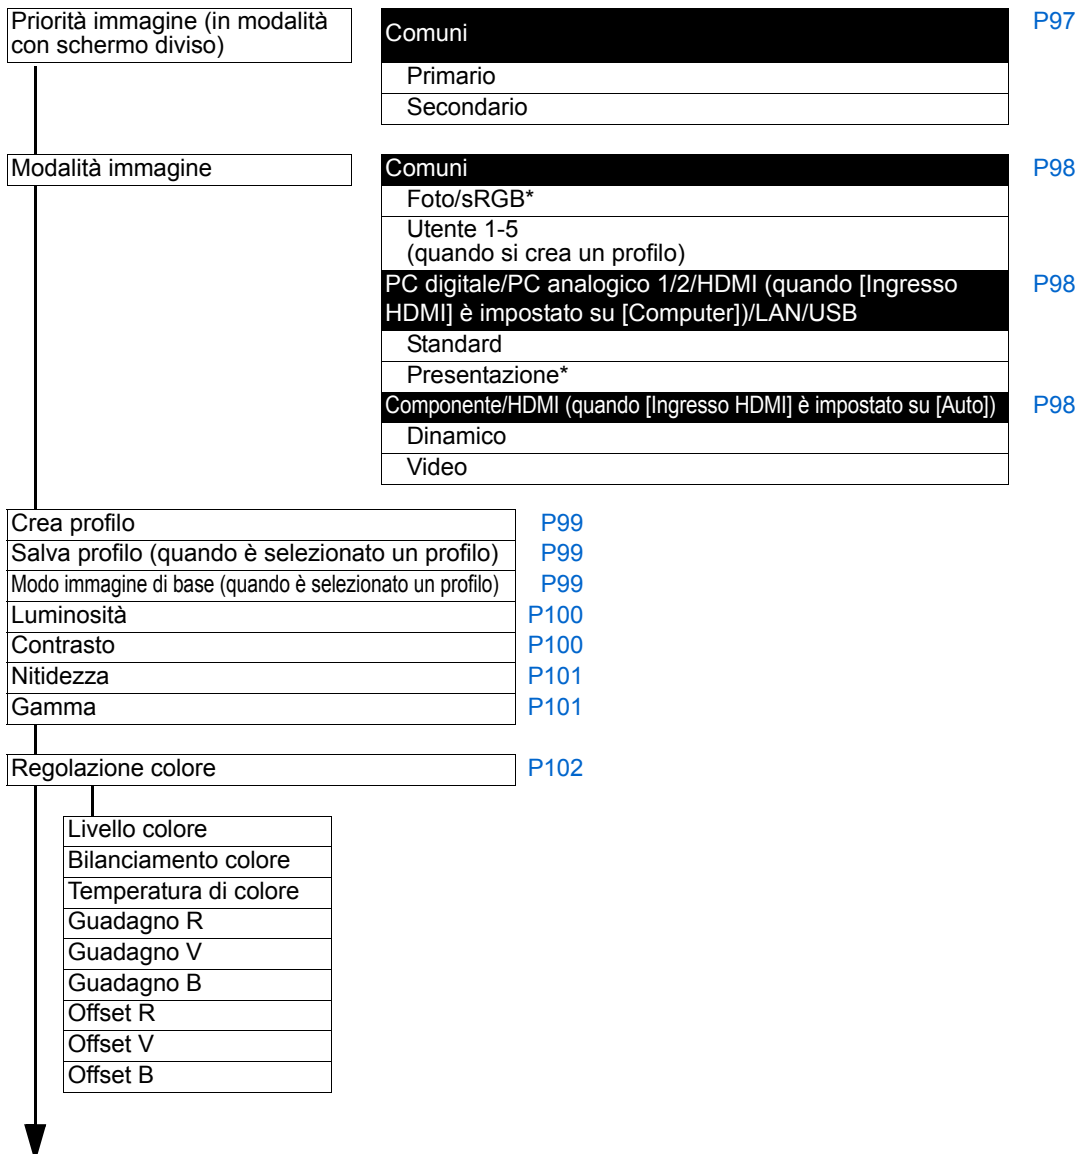 Priorità immagine (in modalità
con schermo diviso)
Comuni
P97
Primario
Secondario
Modalità immagine
Comuni
P98
Foto/sRGB*
Utente 1-5
(quando si crea un profilo)
PC digitale/PC analogico 1/2/HDMI (quando [Ingresso
HDMI] è impostato su [Computer])/LAN/USB
P98
Standard
Presentazione*
Componente/HDMI (quando [Ingresso HDMI] è impostato su [Auto])
P98
Dinamico
Video
Crea profilo
P99
Salva profilo (quando è selezionato un profilo)
P99
Modo immagine di base (quando è selezionato un profilo)
P99
Luminosità
P100
Contrasto
P100
Nitidezza
P101
Gamma
P101
Regolazione colore
P102
Livello colore
Bilanciamento colore
Temperatura di colore
Guadagno R
Guadagno V
Guadagno B
Offset R
Offset V
Offset B